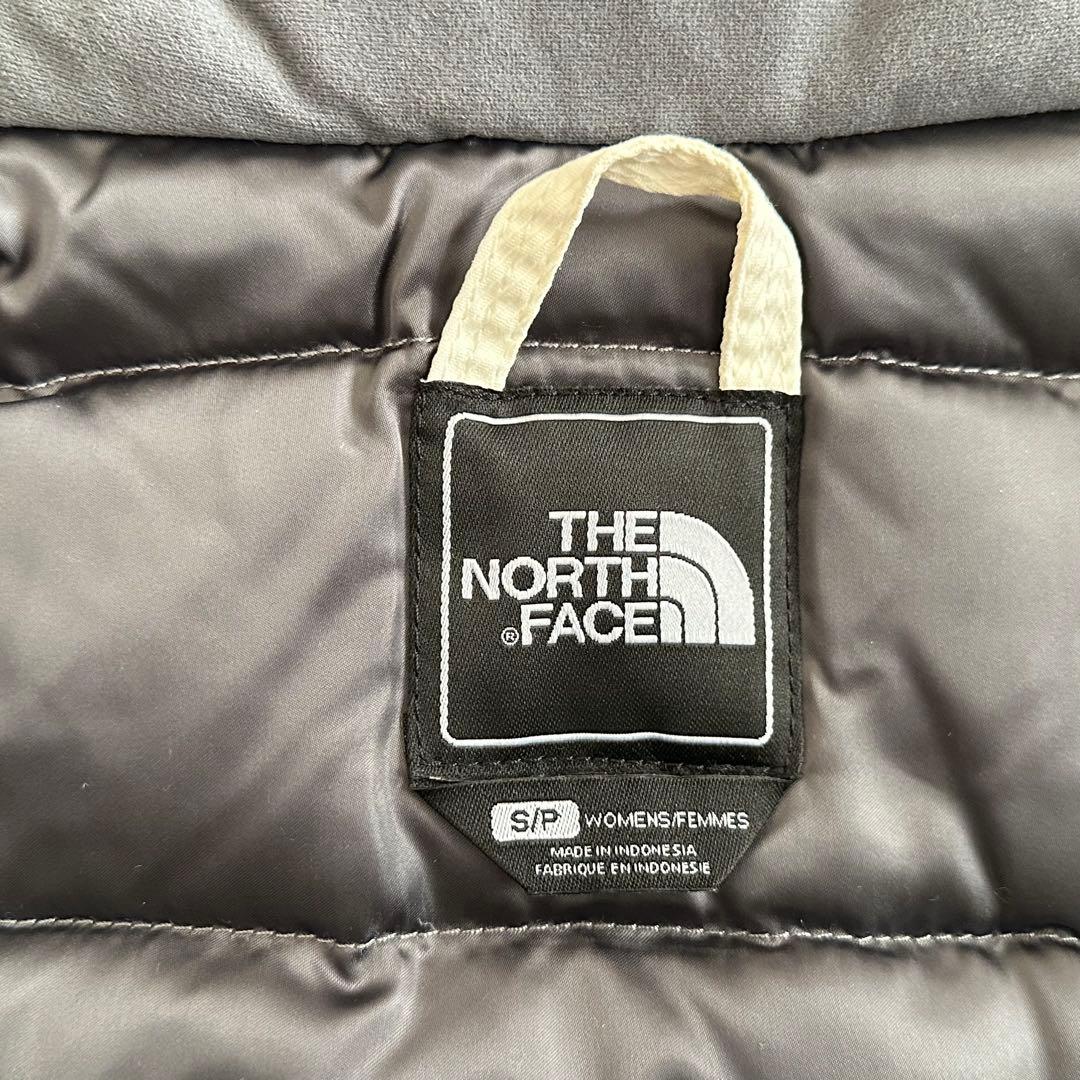 THE
NORTH
®FACE
S/P WOMENS/FEMMES
MADE IN INDONESIA
FABRIQUE EN INDONESIE